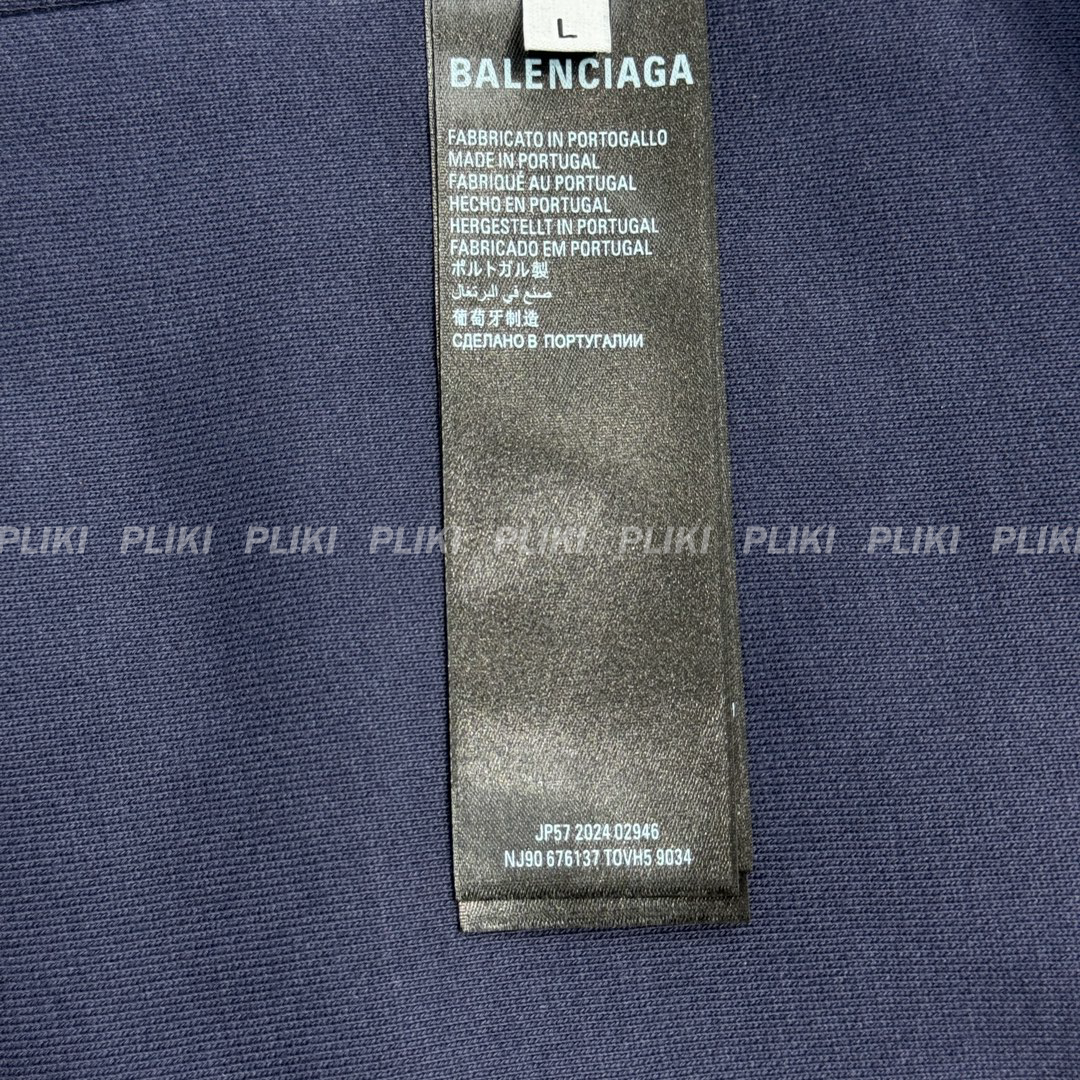 L
BALENCIAGA
FABBRICATO IN PORTOGALLO
MADE IN PORTUGAL
FABRIQUÉ AU PORTUGAL
HECHO EN PORTUGAL
HERGESTELLT IN PORTUGAL
FABRICADO EM PORTUGAL
ポルトガル製
صنع في البرتغال
葡萄牙制造
СДЕЛАНО В ПОРТУГАЛИИ
PLIKI PLIKI PLIKI PLIKI PLIKI PLIKI PLIKI PLIKI PLIKI
JP57 2024 02946
NJ90 676137 TOVH5 9034